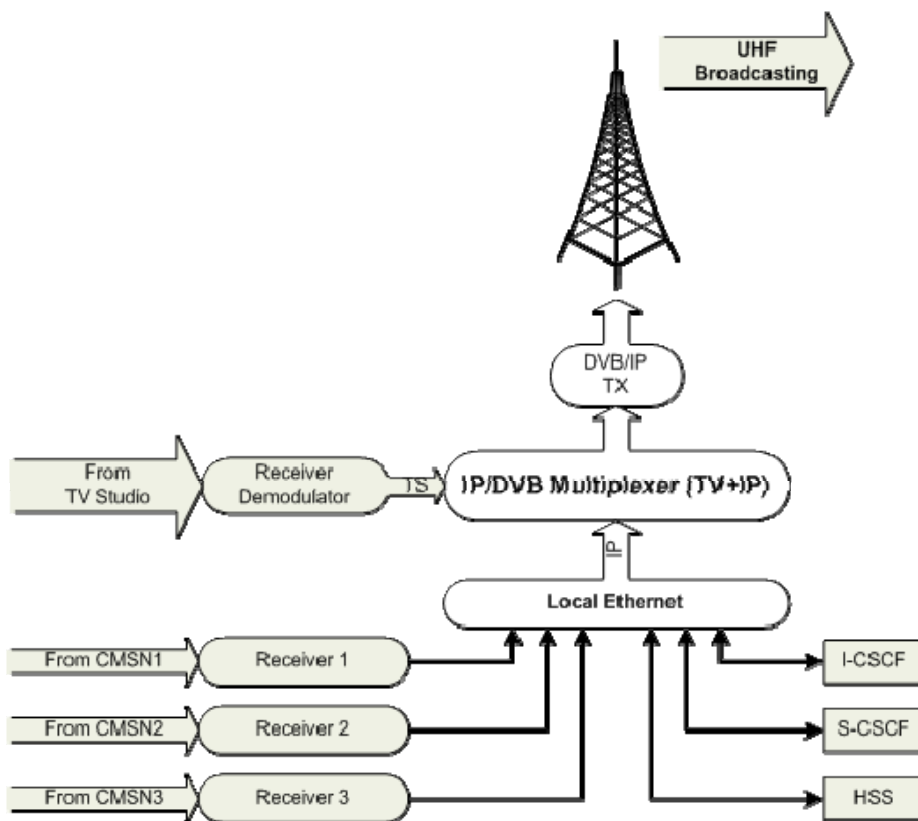 UHF
Broadcasting
DVB/IP
TX
From
TV Studio
Receiver
Demodulator
TS
IP/DVB Multiplexer (TV+IP)
IP
Local Ethernet
From CMSN1
Receiver 1
I-CSCF
From CMSN2
Receiver 2
S-CSCF
From CMSN3
Receiver 3
HSS